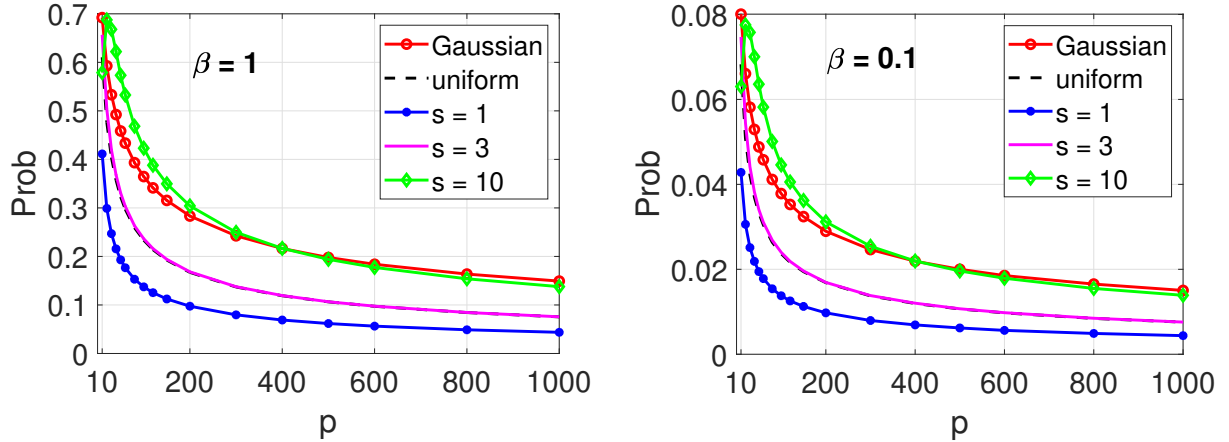 0.7
0.6
0.5
0.4
0.3
0.2
0.1
0
Prob
β = 1
Gaussian
uniform
s = 1
s = 3
s = 10
10 200 400 600 800 1000
p
0.08
0.06
0.04
0.02
0
Prob
β = 0.1
Gaussian
uniform
s = 1
s = 3
s = 10
10 200 400 600 800 1000
p